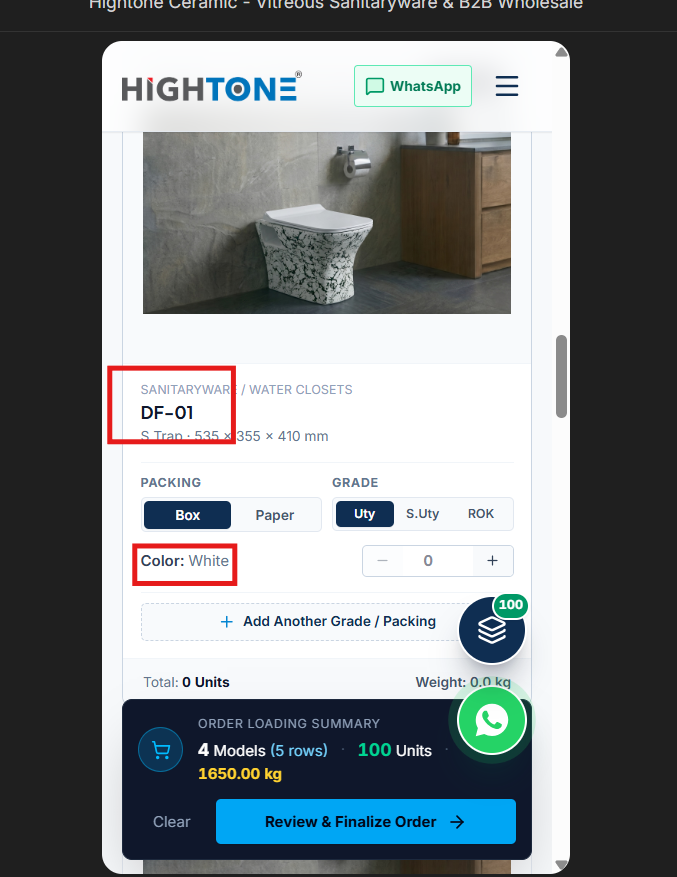 Hightone Ceramic - Vitreous Sanitaryware & B2B Wholesale
HIGHTONE®
WhatsApp
SANITARYWARE / WATER CLOSETS
DF-01
S Trap · 535 × 355 × 410 mm
PACKING GRADE
Box Paper Uty S.Uty ROK
Color: White − 0 +
+ Add Another Grade / Packing
100
Total: 0 Units Weight: 0.0 kg
ORDER LOADING SUMMARY
4 Models (5 rows) · 100 Units ·
1650.00 kg
Clear Review & Finalize Order →